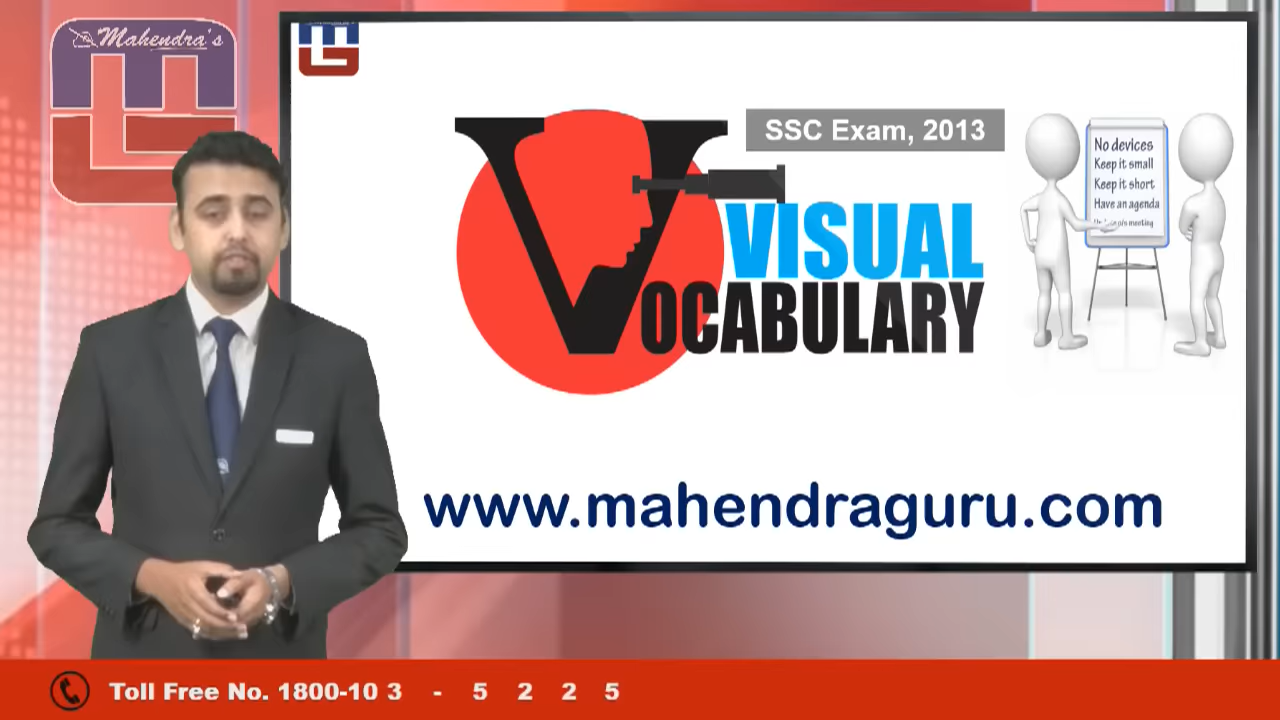 Mahendra's
SSC Exam, 2013
VISUAL
VOCABULARY
No devices
Keep it small
Keep it short
Have an agenda
www.mahendraguru.com
Toll Free No. 1800-10 3 - 5 2 2 5